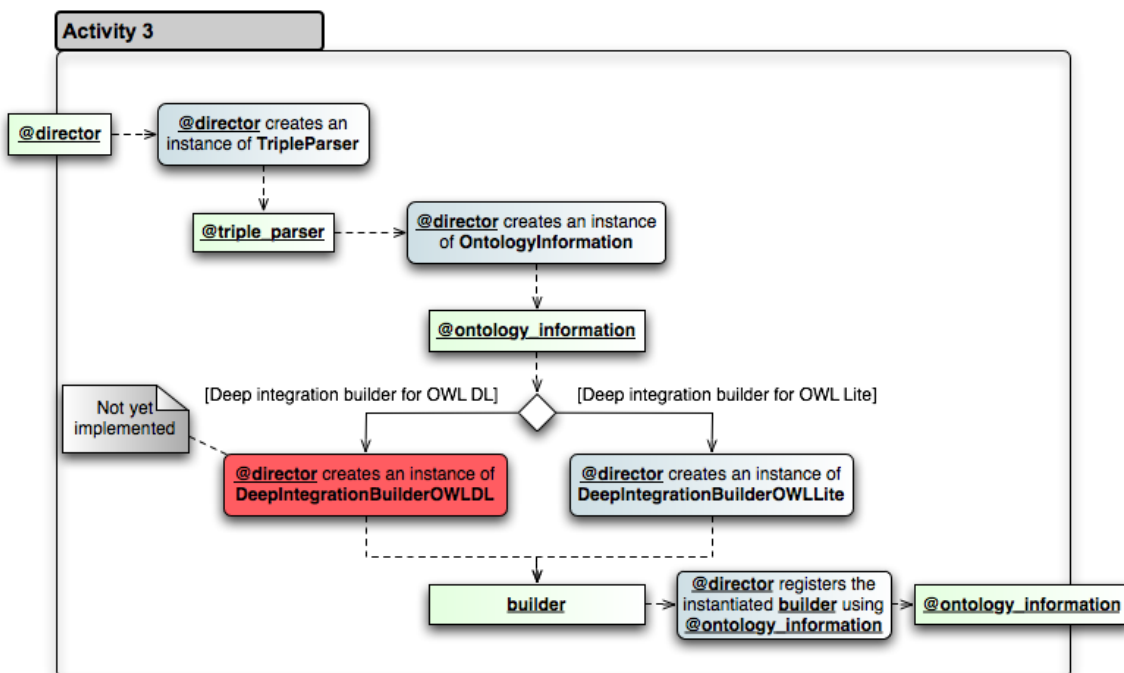 Activity 3
@director
@director creates an
instance of TripleParser
@triple_parser
@director creates an instance
of OntologyInformation
@ontology_information
[Deep integration builder for OWL DL]
[Deep integration builder for OWL Lite]
Not yet
implemented
@director creates an instance of
DeepIntegrationBuilderOWLDL
@director creates an instance of
DeepIntegrationBuilderOWLLite
builder
@director registers the
instantiated builder using
@ontology_information
@ontology_information